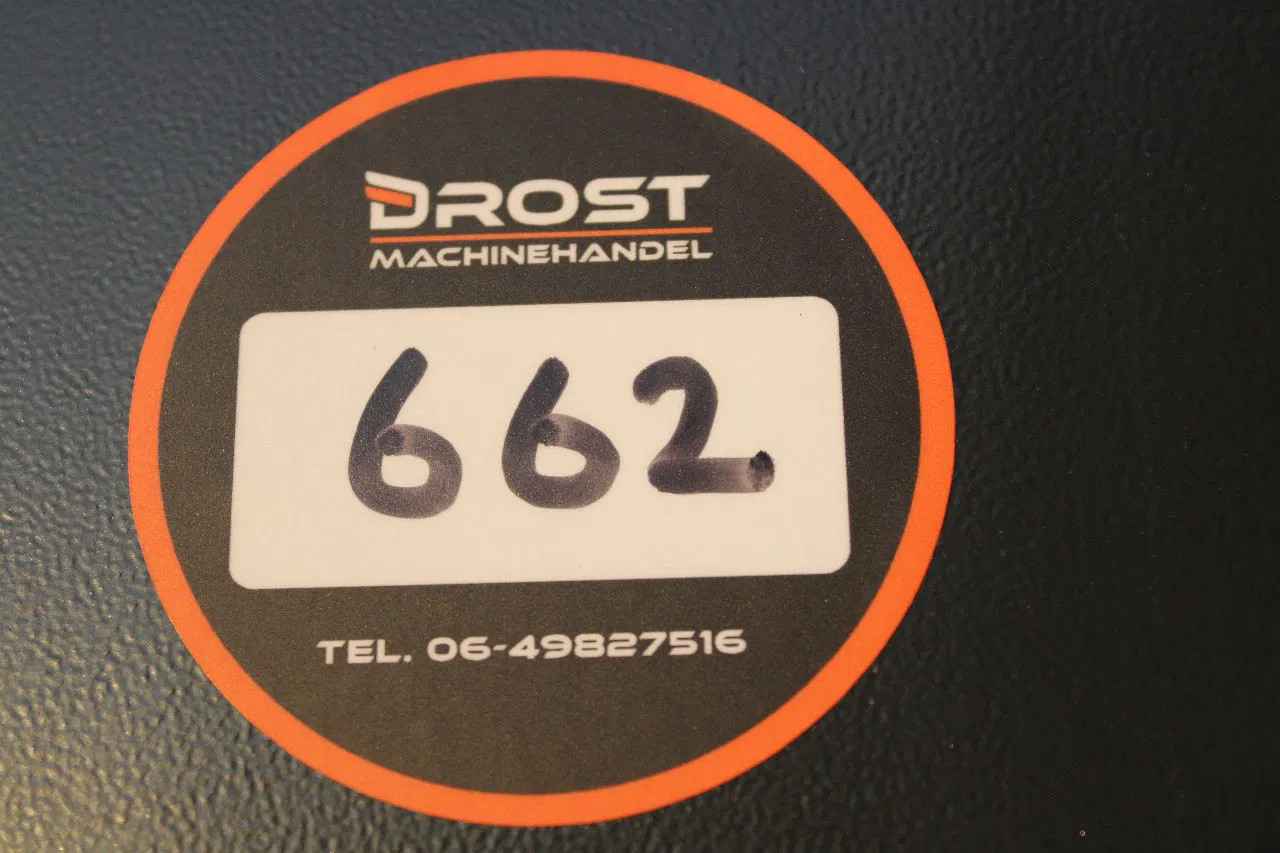 DROST
MACHINEHANDEL
662
TEL. 06-49827516